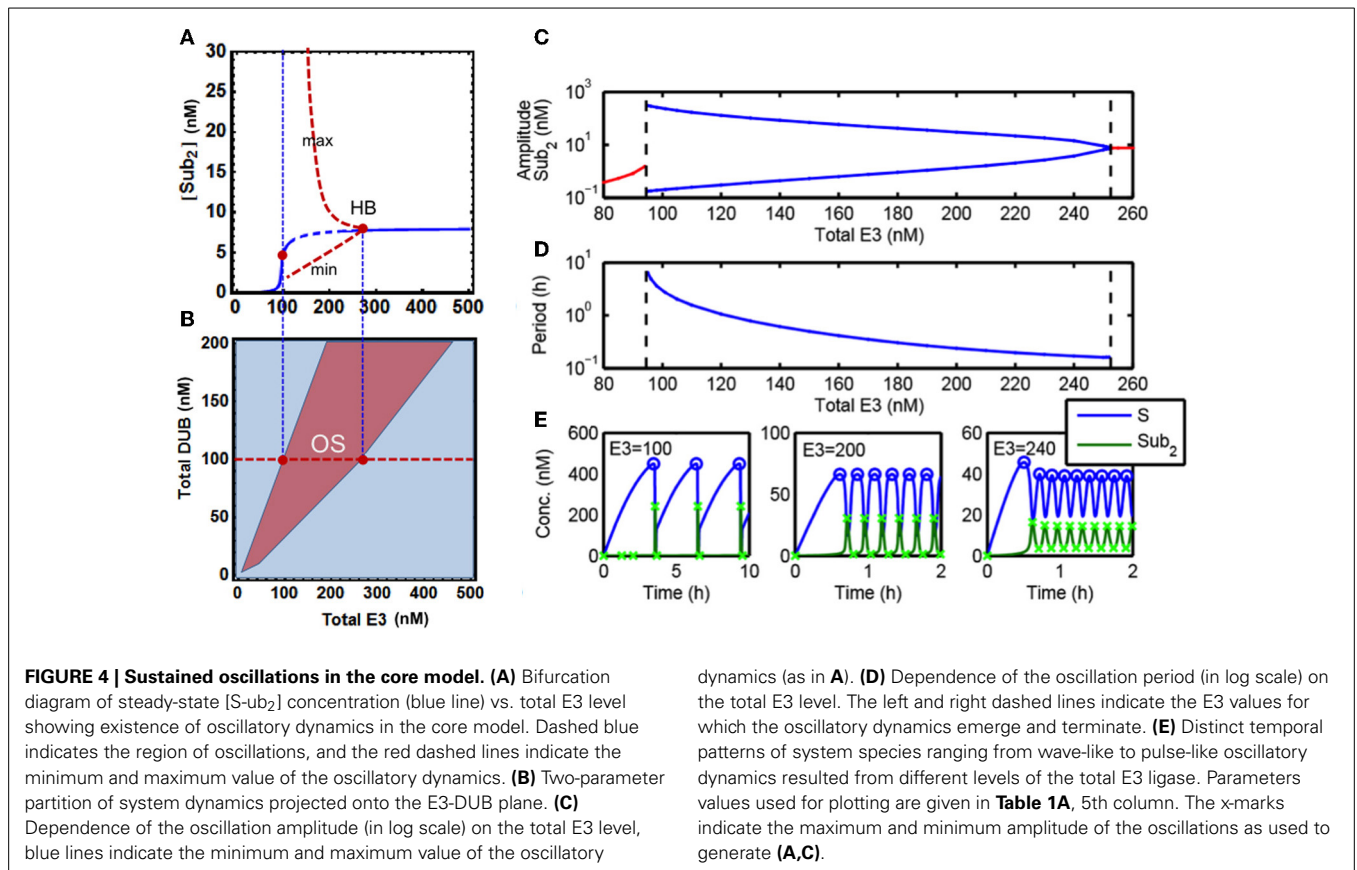 A
30
25
20
15
10
5
0
[Sub2] (nM)
max
HB
min
0 100 200 300 400 500
B
200
150
100
50
0
Total DUB (nM)
OS
0 100 200 300 400 500
Total E3 (nM)
C
10^3
10^1
10^-1
Amplitude
Sub2 (nM)
80 100 120 140 160 180 200 220 240 260
Total E3 (nM)
D
10^1
10^0
10^-1
Period (h)
80 100 120 140 160 180 200 220 240 260
Total E3 (nM)
S
Sub2
E
600
400
200
0
Conc. (nM)
E3=100
0 5 10
Time (h)
100
50
0
E3=200
0 1 2
Time (h)
60
40
20
0
E3=240
0 1 2
Time (h)
FIGURE 4 | Sustained oscillations in the core model. (A) Bifurcation
diagram of steady-state [S-ub2] concentration (blue line) vs. total E3 level
showing existence of oscillatory dynamics in the core model. Dashed blue
indicates the region of oscillations, and the red dashed lines indicate the
minimum and maximum value of the oscillatory dynamics. (B) Two-parameter
partition of system dynamics projected onto the E3-DUB plane. (C)
Dependence of the oscillation amplitude (in log scale) on the total E3 level,
blue lines indicate the minimum and maximum value of the oscillatory
dynamics (as in A). (D) Dependence of the oscillation period (in log scale) on
the total E3 level. The left and right dashed lines indicate the E3 values for
which the oscillatory dynamics emerge and terminate. (E) Distinct temporal
patterns of system species ranging from wave-like to pulse-like oscillatory
dynamics resulted from different levels of the total E3 ligase. Parameters
values used for plotting are given in Table 1A, 5th column. The x-marks
indicate the maximum and minimum amplitude of the oscillations as used to
generate (A,C).